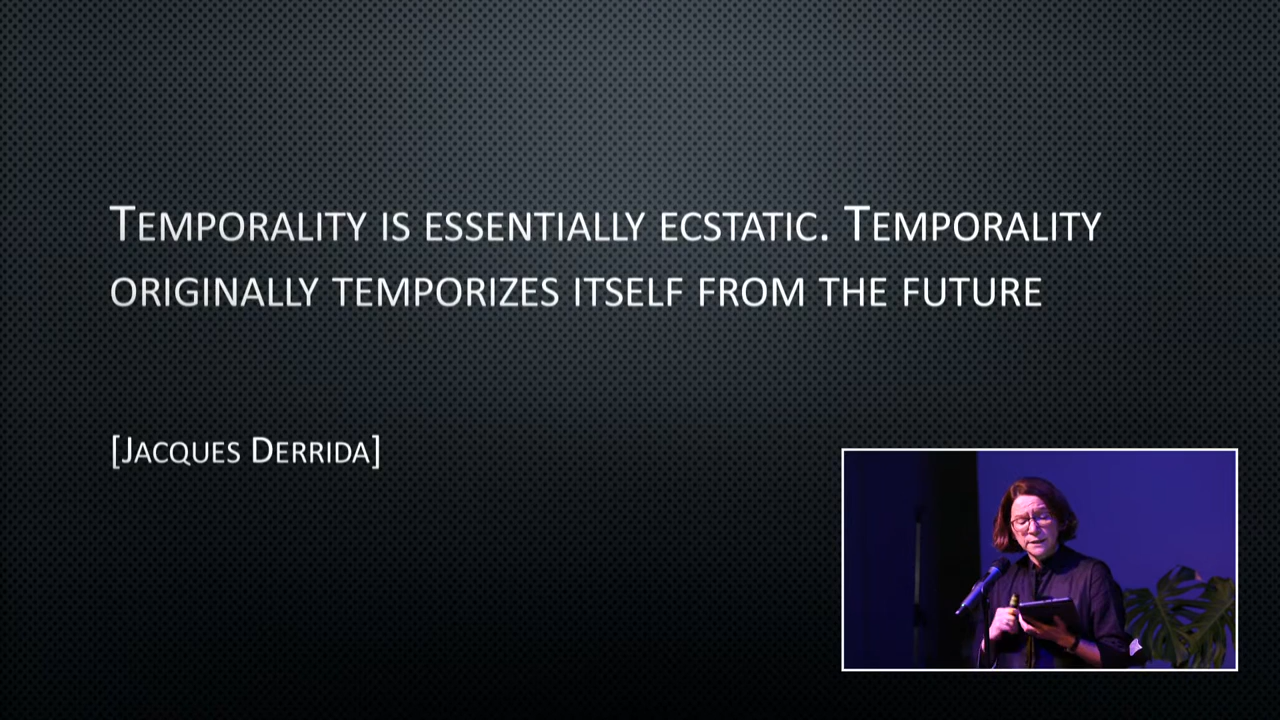 Temporality is essentially ecstatic. Temporality
originally temporizes itself from the future
[Jacques Derrida]